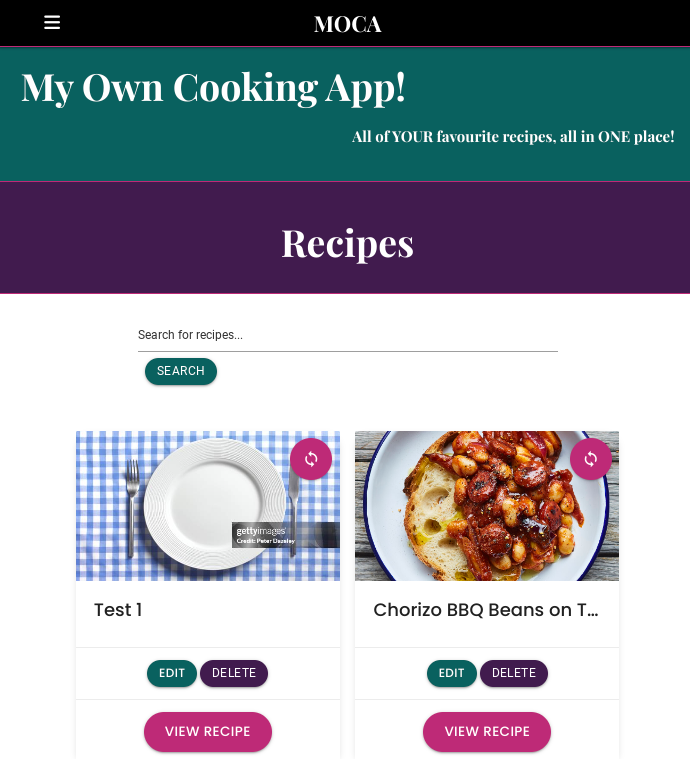 MOCA
My Own Cooking App!
All of YOUR favourite recipes, all in ONE place!
Recipes
Search for recipes...
SEARCH
gettyimages
Credit: Peter Dazeley
Test 1
Chorizo BBQ Beans on T...
EDIT DELETE
EDIT DELETE
VIEW RECIPE
VIEW RECIPE